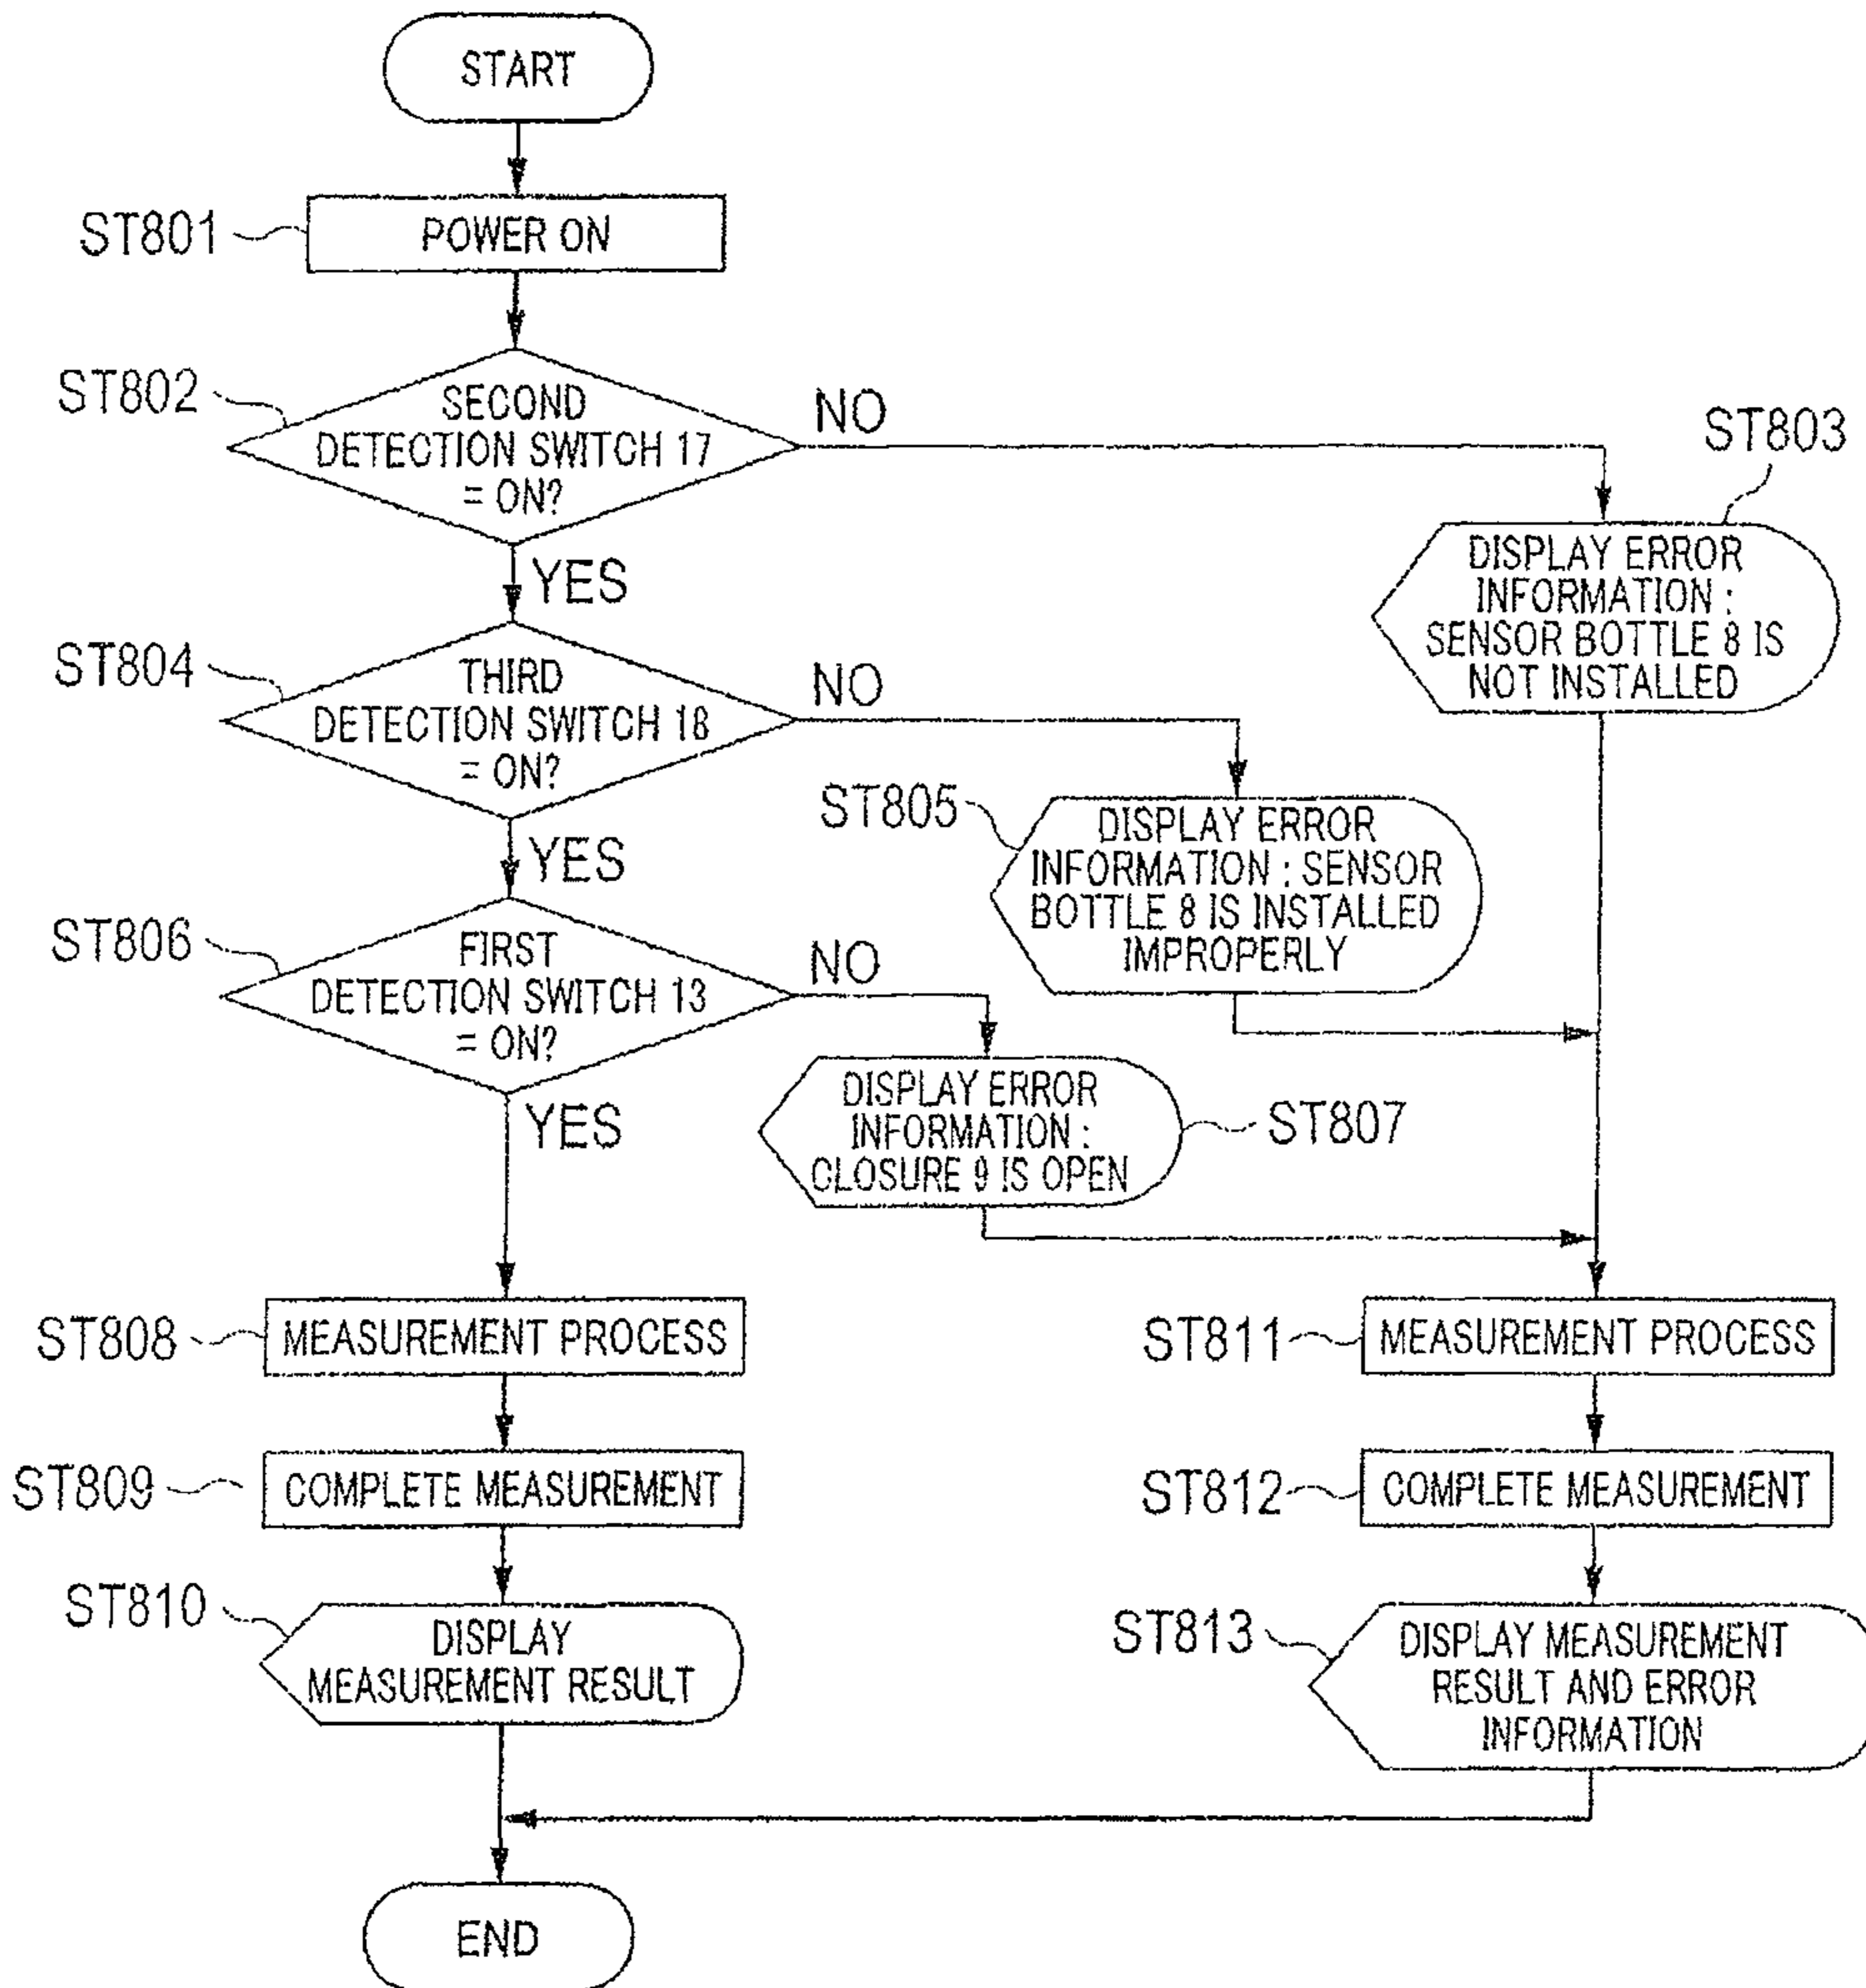 START
ST801
POWER ON
ST802
SECOND
DETECTION SWITCH 17
= ON?
NO
YES
ST803
DISPLAY ERROR
INFORMATION :
SENSOR BOTTLE 8 IS
NOT INSTALLED
ST804
THIRD
DETECTION SWITCH 18
= ON?
NO
YES
ST805
DISPLAY ERROR
INFORMATION : SENSOR
BOTTLE 8 IS INSTALLED
IMPROPERLY
ST806
FIRST
DETECTION SWITCH 13
= ON?
NO
YES
DISPLAY ERROR
INFORMATION :
CLOSURE 9 IS OPEN
ST807
ST808
MEASUREMENT PROCESS
ST811
MEASUREMENT PROCESS
ST809
COMPLETE MEASUREMENT
ST812
COMPLETE MEASUREMENT
ST810
DISPLAY
MEASUREMENT RESULT
ST813
DISPLAY MEASUREMENT
RESULT AND ERROR
INFORMATION
END